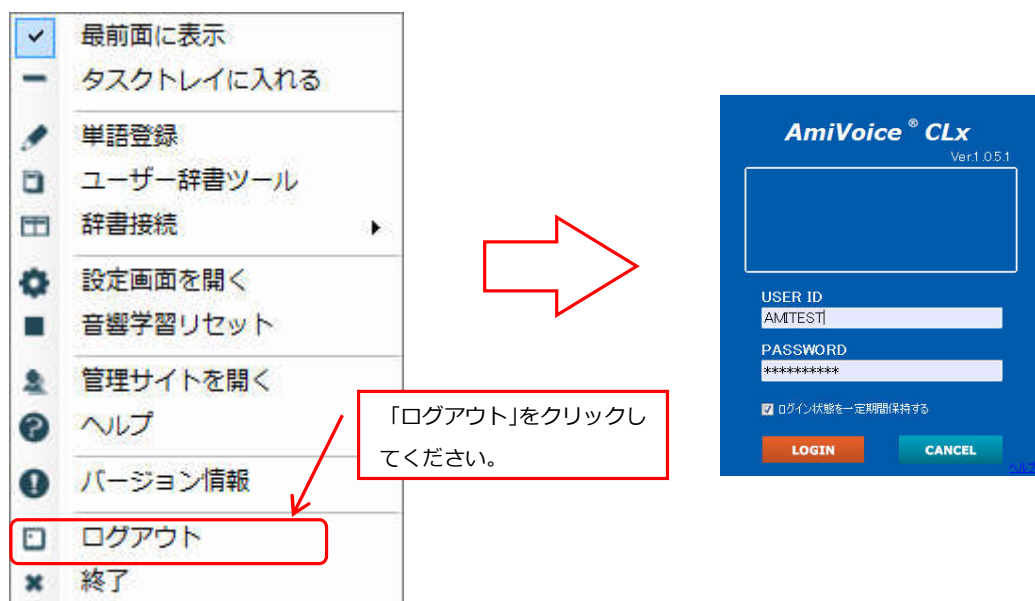 最前面に表示
タスクトレイに入れる
単語登録
ユーザー辞書ツール
辞書接続
設定画面を開く
音響学習リセット
管理サイトを開く
ヘルプ
バージョン情報
ログアウト
終了
「ログアウト」をクリックし
てください。
AmiVoice® CLx
Ver.1.0.5.1
USER ID
AMITEST
PASSWORD
**********
ログイン状態を一定期間保持する
LOGIN CANCEL
ヘルプ